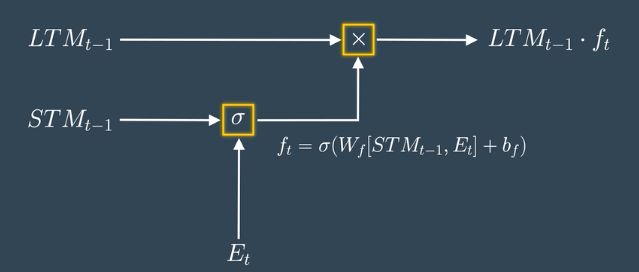 LTM_{t-1}
×
LTM_{t-1} · f_t
STM_{t-1}
σ
f_t = σ(W_f[STM_{t-1}, E_t] + b_f)
E_t